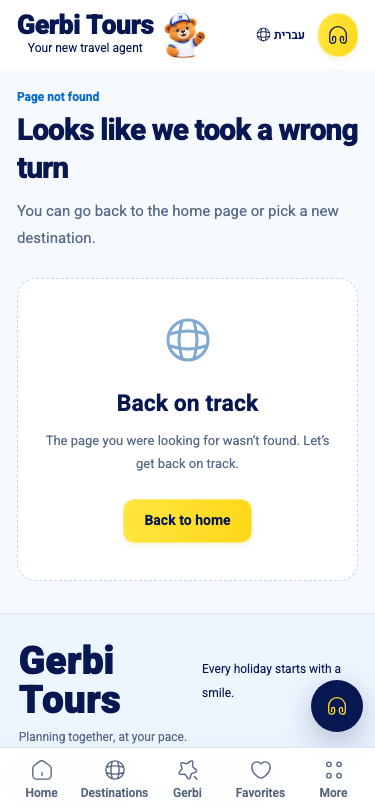 Gerbi Tours
Your new travel agent
עברית
Page not found
Looks like we took a wrong
turn
You can go back to the home page or pick a new
destination.
Back on track
The page you were looking for wasn’t found. Let’s
get back on track.
Back to home
Gerbi
Tours
Planning together, at your pace.
Every holiday starts with a
smile.
Home
Destinations
Gerbi
Favorites
More